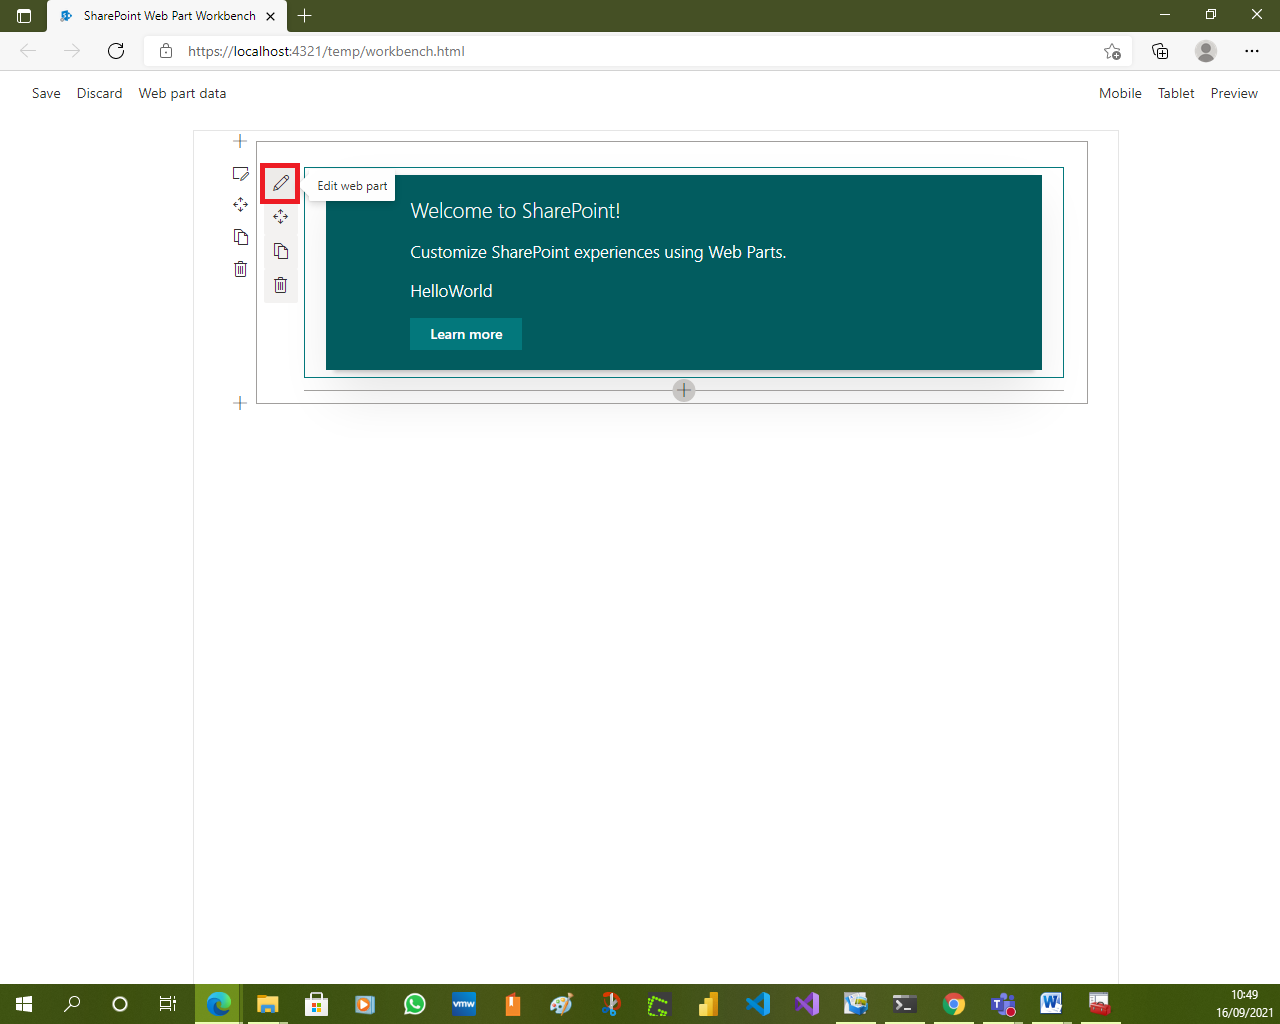 SharePoint Web Part Workbench
https://localhost:4321/temp/workbench.html
Save Discard Web part data Mobile Tablet Preview
Edit web part
Welcome to SharePoint!
Customize SharePoint experiences using Web Parts.
HelloWorld
Learn more
vmw
10:49
16/09/2021